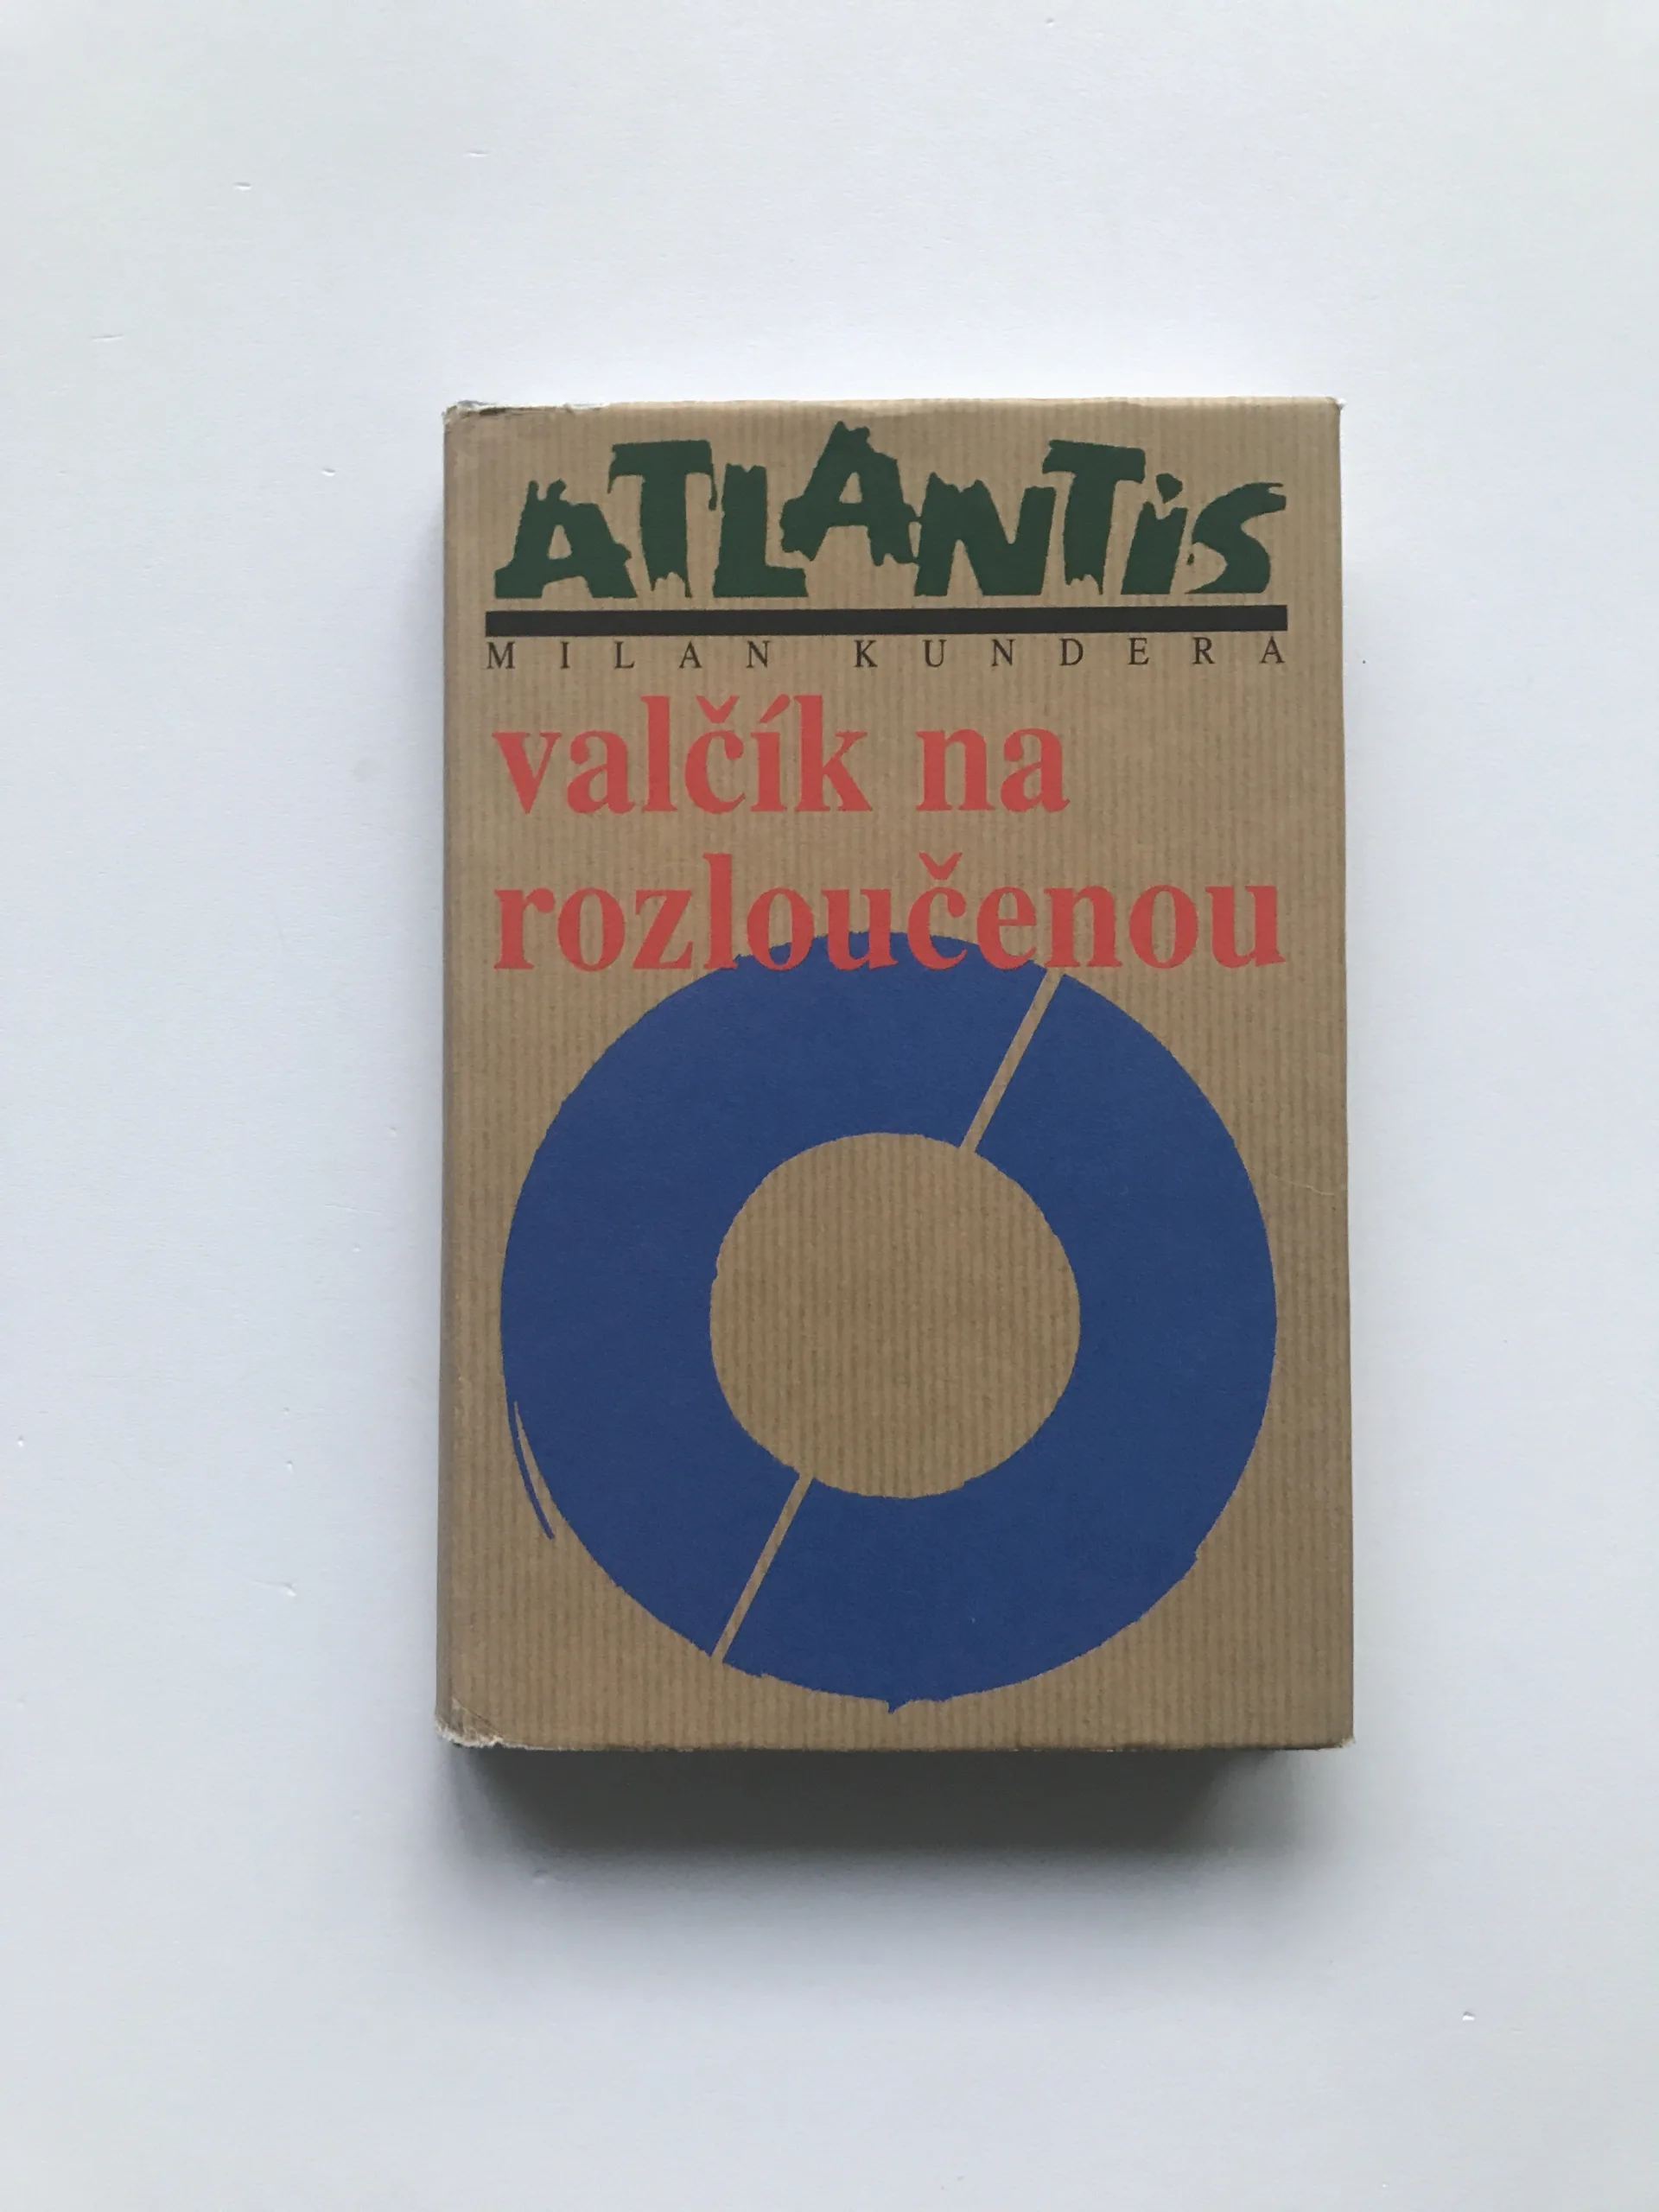 ATLANTiS
MILAN KUNDERA
valčík na
rozloučenou